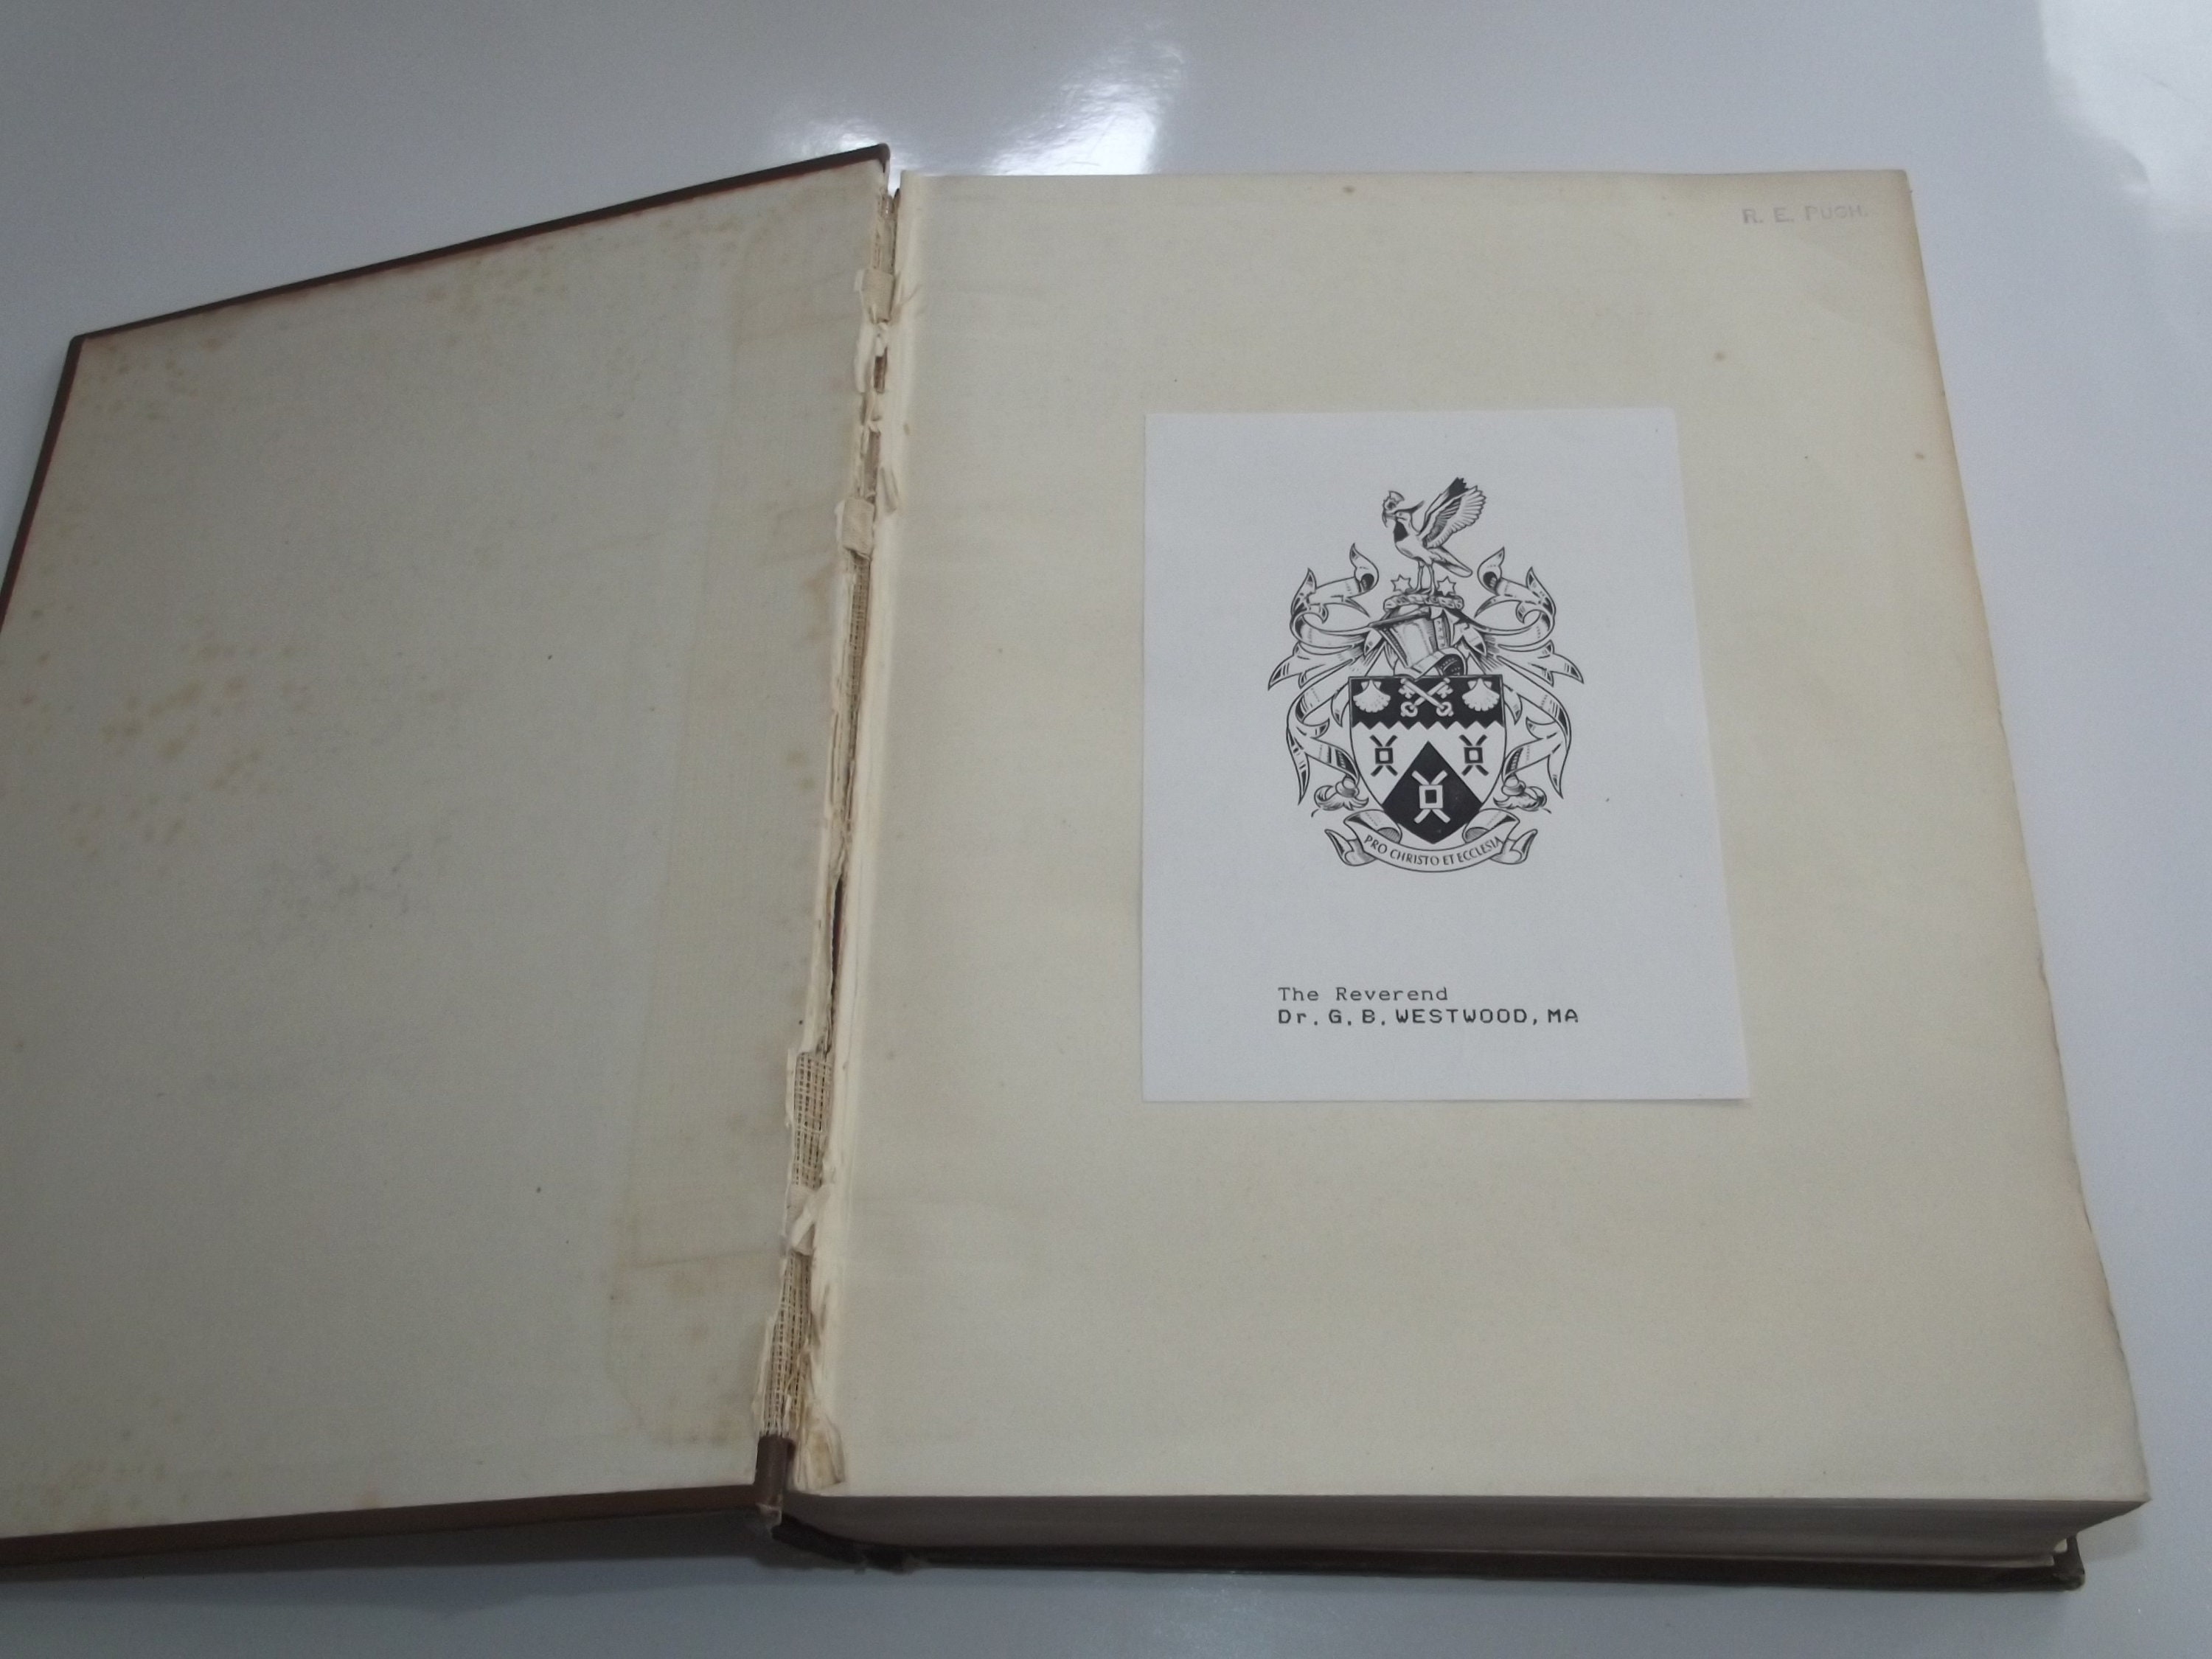 R. E. PUGH.
PRO CHRISTO ET ECCLESIA
The Reverend
Dr. G. B. WESTWOOD, MA